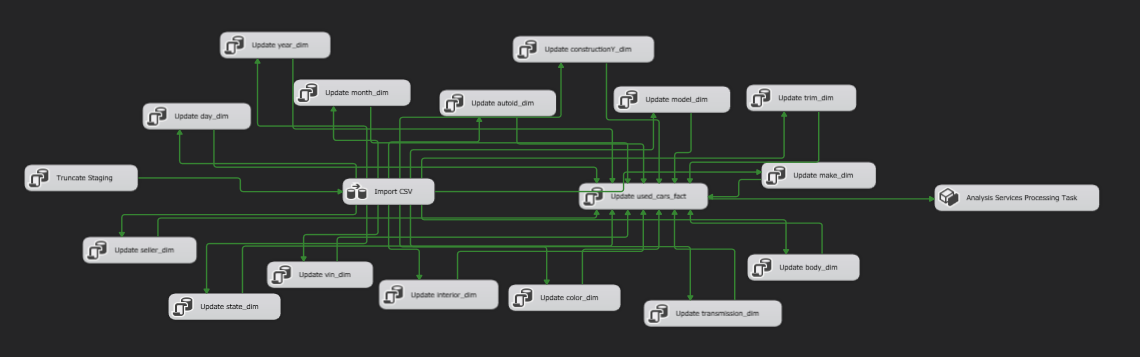 Update year_dim
Update constructionY_dim
Update month_dim
Update autoid_dim
Update model_dim
Update trim_dim
Update day_dim
Truncate Staging
Import CSV
Update make_dim
Update used_cars_fact
Analysis Services Processing Task
Update seller_dim
Update vin_dim
Update body_dim
Update interior_dim
Update color_dim
Update state_dim
Update transmission_dim